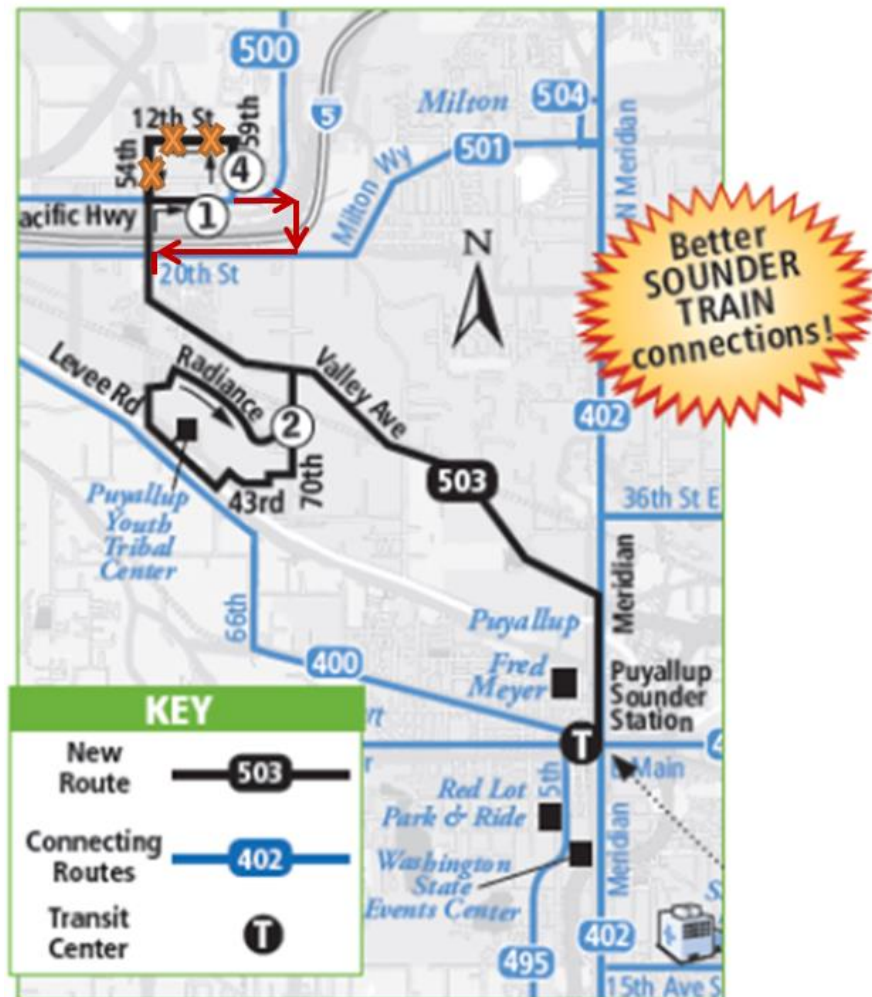 500
5
Milton
504
12th St
59th
54th
4
501
N Meridian
acific Hwy
1
Milton Wy
20th St
N
Better
SOUNDER
TRAIN
connections!
Levee Rd
Radiance
Valley Ave
2
402
70th
503
36th St E
43rd
Puyallup
Youth
Tribal
Center
Meridian
66th
Puyallup
400
Fred
Meyer
Puyallup
Sounder
Station
T
E Main
4
5th
Red Lot
Park & Ride
Meridian
Washington
State
Events Center
402
495
15th Ave S
KEY
New
Route
503
Connecting
Routes
402
Transit
Center
T